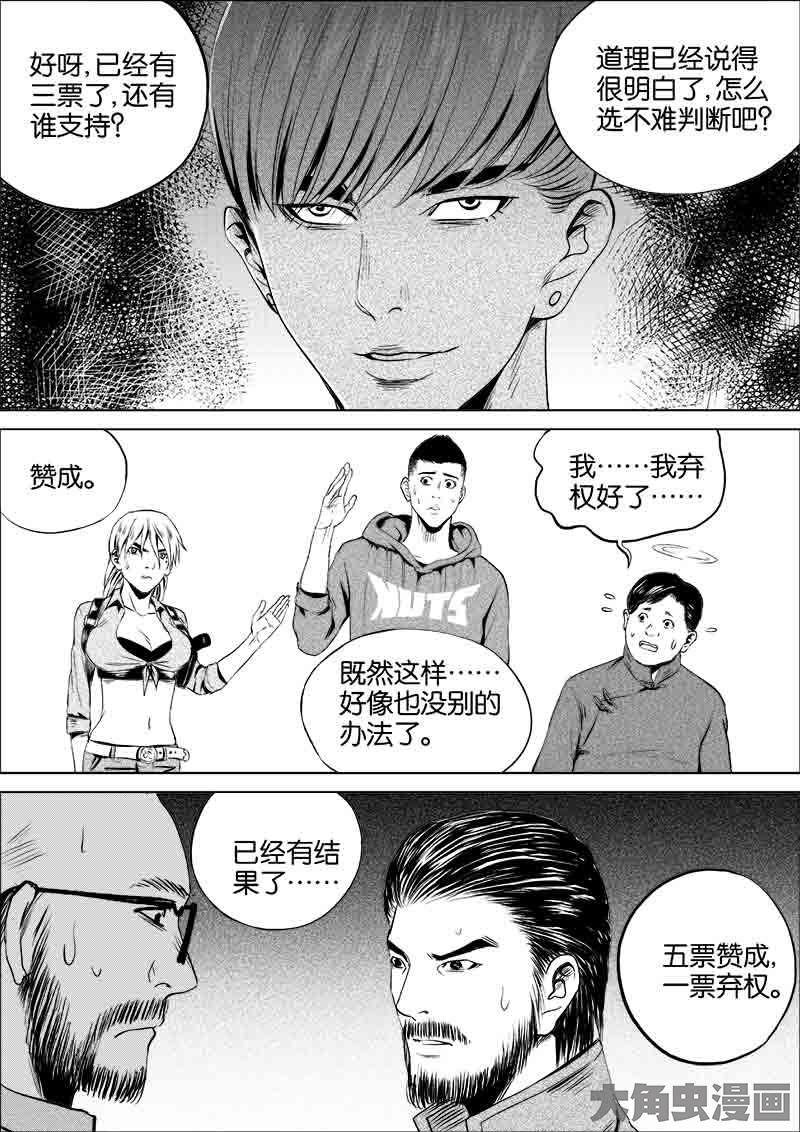 好呀，已经有
三票了，还有
谁支持？
道理已经说得
很明白了，怎么
选不难判断吧？
赞成。
我……我弃
权好了……
NUTS
既然这样……
好像也没别的
办法了。
已经有结
果了……
五票赞成，
一票弃权。
大角虫漫画